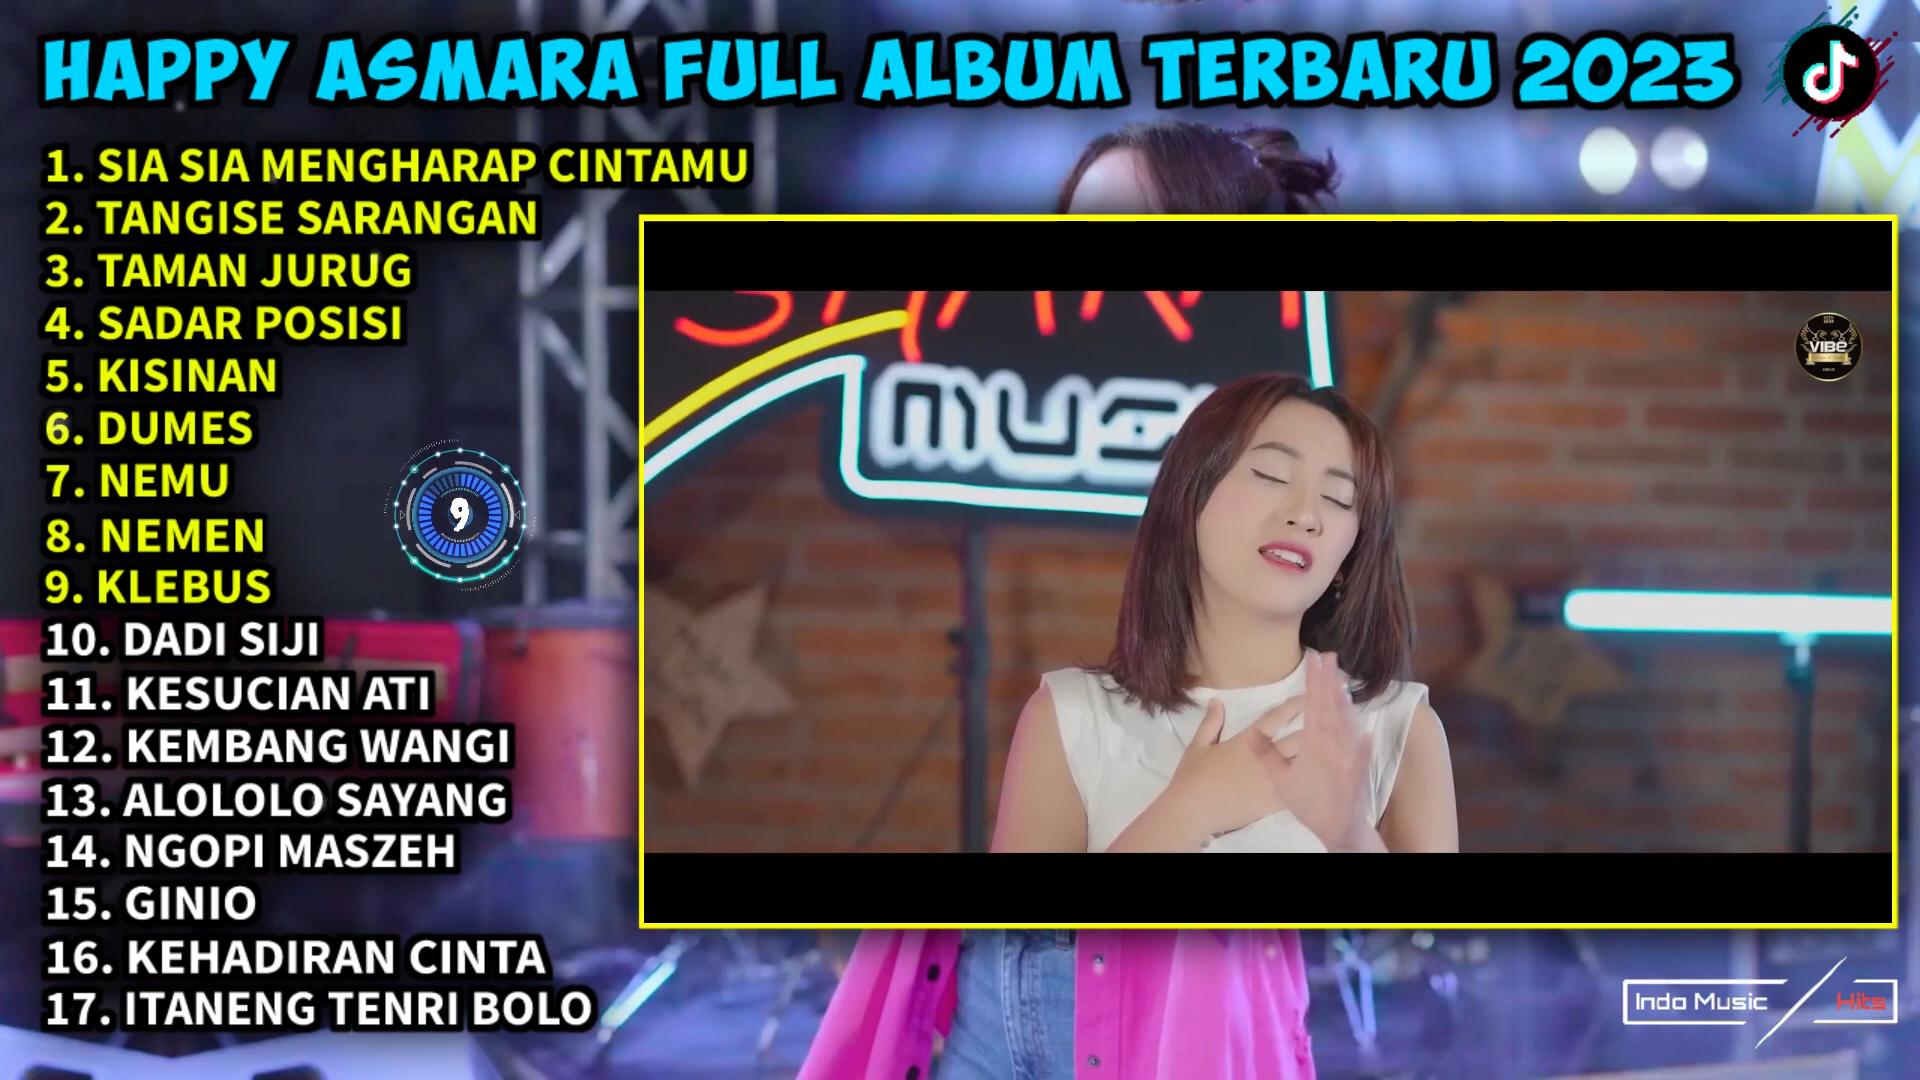 HAPPY ASMARA FULL ALBUM TERBARU 2023
1. SIA SIA MENGHARAP CINTAMU
2. TANGISE SARANGAN
3. TAMAN JURUG
4. SADAR POSISI
5. KISINAN
6. DUMES
7. NEMU
8. NEMEN
9. KLEBUS
10. DADI SIJI
11. KESUCIAN ATI
12. KEMBANG WANGI
13. ALOLOLO SAYANG
14. NGOPI MASZEH
15. GINIO
16. KEHADIRAN CINTA
17. ITANENG TENRI BOLO
9
VIBE
Indo Music Hits